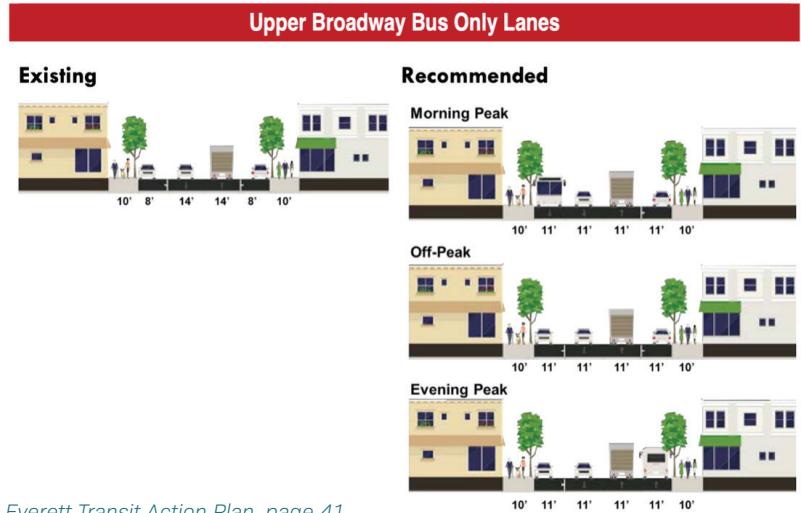 Upper Broadway Bus Only Lanes
Existing
10' 8' 14' 14' 8' 10'
Recommended
Morning Peak
10' 11' 11' 11' 11' 10'
Off-Peak
10' 11' 11' 11' 11' 10'
Evening Peak
10' 11' 11' 11' 11' 10'
Everett Transit Action Plan, page 41